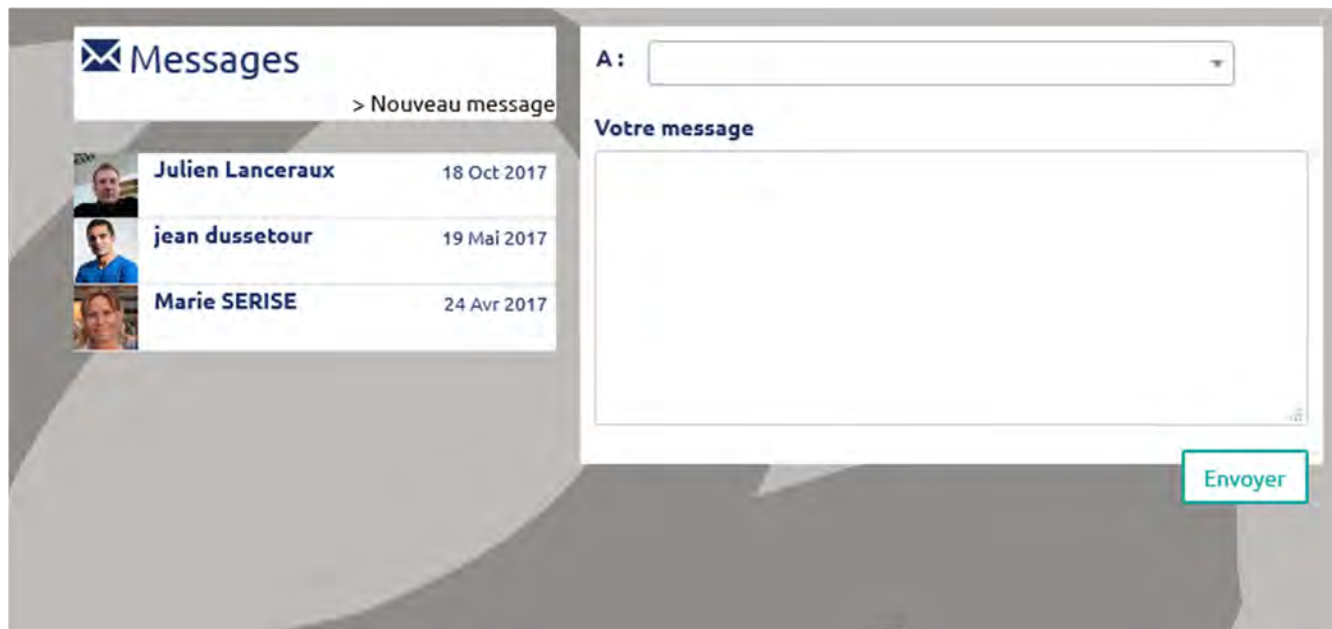 Messages
> Nouveau message
Julien Lanceraux 18 Oct 2017
jean dussetour 19 Mai 2017
Marie SERISE 24 Avr 2017
A :
Votre message
Envoyer